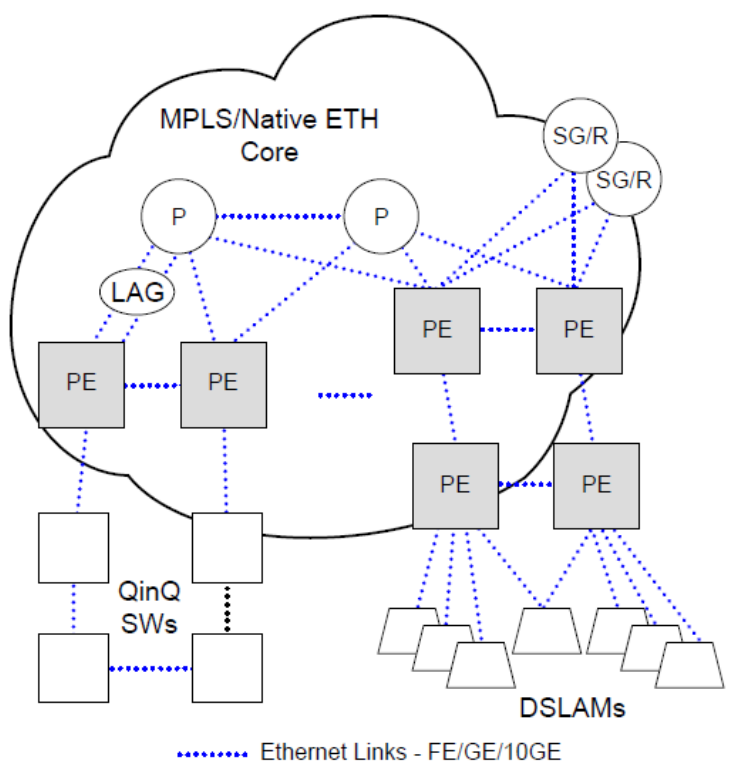 MPLS/Native ETH
Core
SG/R
SG/R
P
P
LAG
PE
PE
PE
PE
PE
PE
QinQ
SWs
DSLAMs
Ethernet Links - FE/GE/10GE